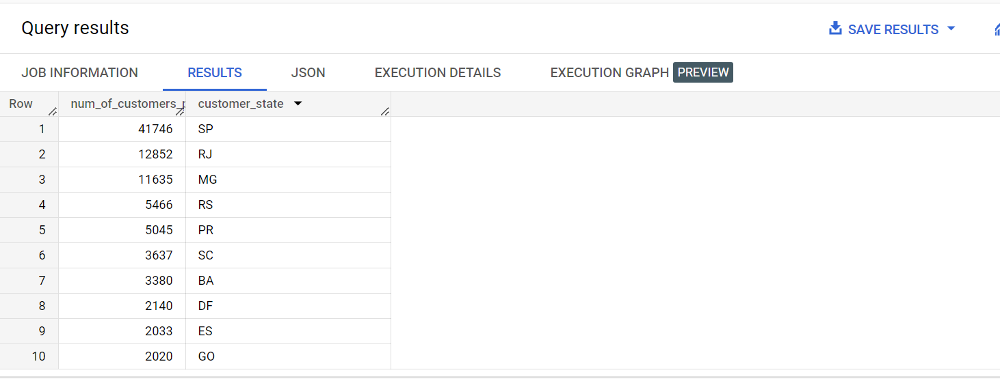 Query results
SAVE RESULTS
JOB INFORMATION RESULTS JSON EXECUTION DETAILS EXECUTION GRAPH PREVIEW
Row num_of_customers_ customer_state
1 41746 SP
2 12852 RJ
3 11635 MG
4 5466 RS
5 5045 PR
6 3637 SC
7 3380 BA
8 2140 DF
9 2033 ES
10 2020 GO